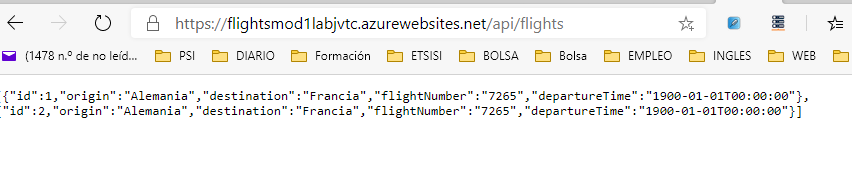 https://flightsmod1labjvtc.azurewebsites.net/api/flights
(1478 n.º de no leíd... PSI DIARIO ETSISI BOLSA Bolsa EMPLEO INGLES WEB
[{"id":1,"origin":"Alemania","destination":"Francia","flightNumber":"7265","departureTime":"1900-01-01T00:00:00"},
{"id":2,"origin":"Alemania","destination":"Francia","flightNumber":"7265","departureTime":"1900-01-01T00:00:00"}]